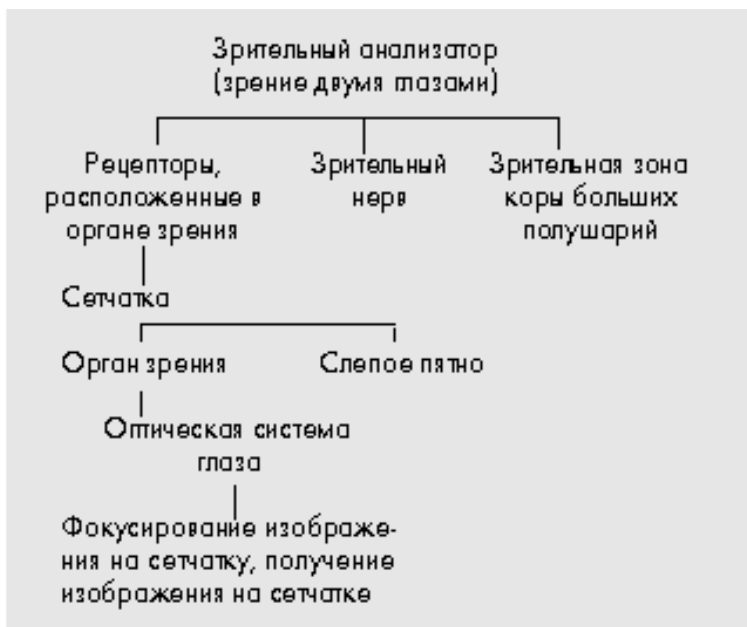 Зрительный анализатор
(зрение двумя глазами)
Рецепторы,
расположенные в
органе зрения
Зрительный
нерв
Зрительная зона
коры больших
полушарий
Сетчатка
Орган зрения
Слепое пятно
Оптическая система
глаза
Фокусирование изображе-
ния на сетчатку, получение
изображения на сетчатке